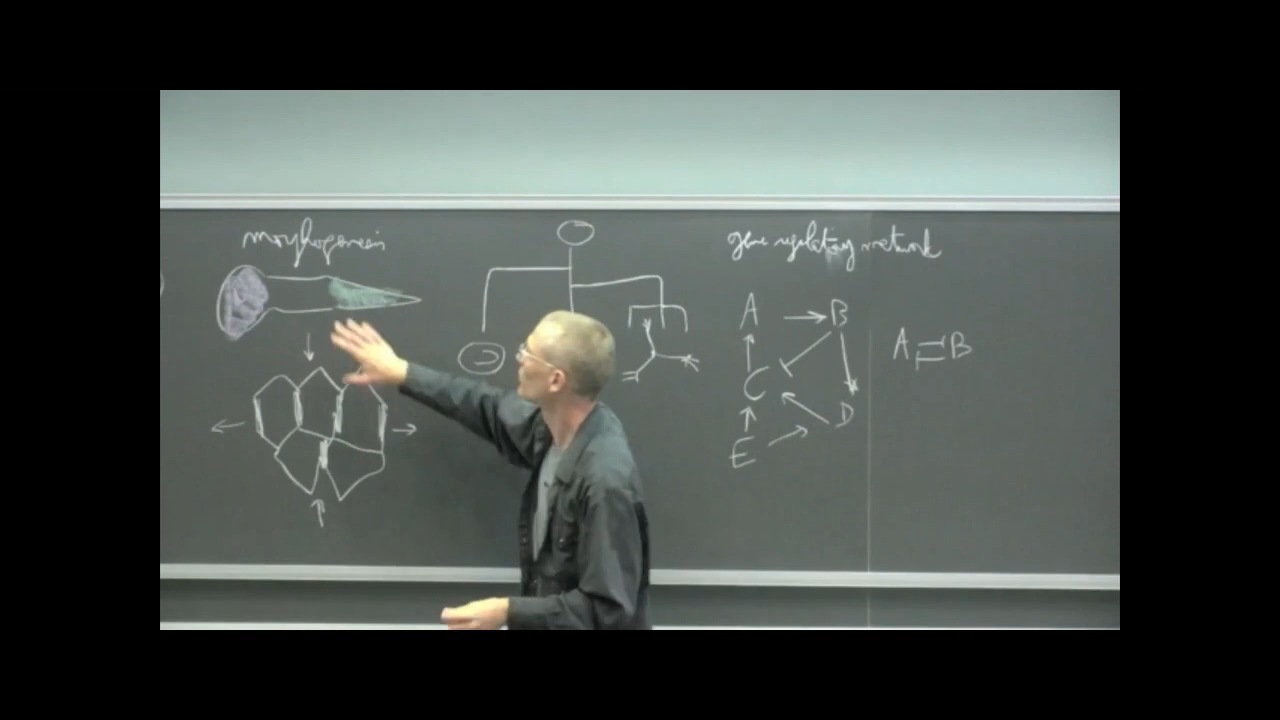 morphogenesis
gene regulatory network
A → B
A B
C
D
E